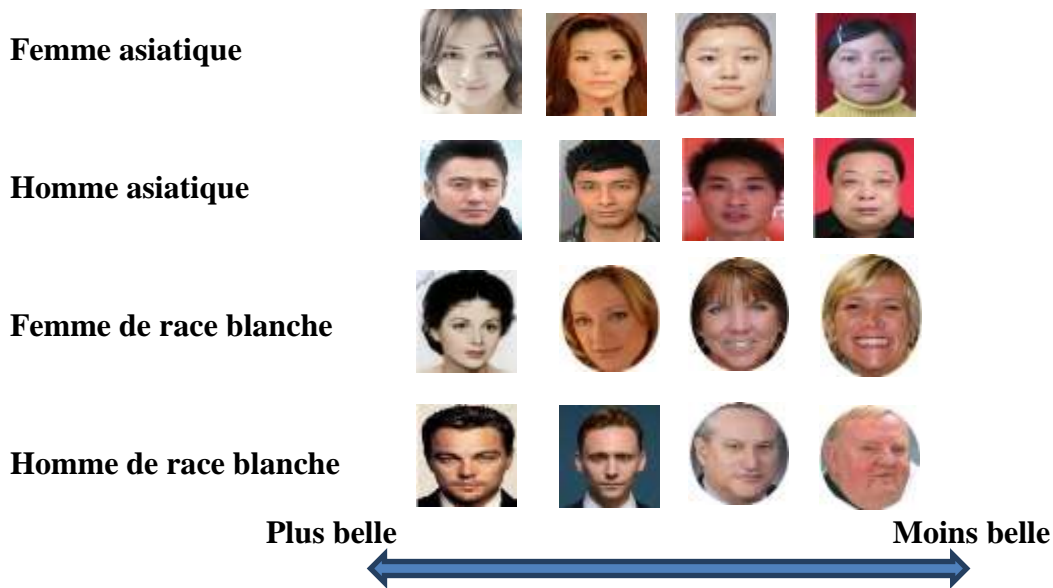 Femme asiatique
Homme asiatique
Femme de race blanche
Homme de race blanche
Plus belle Moins belle